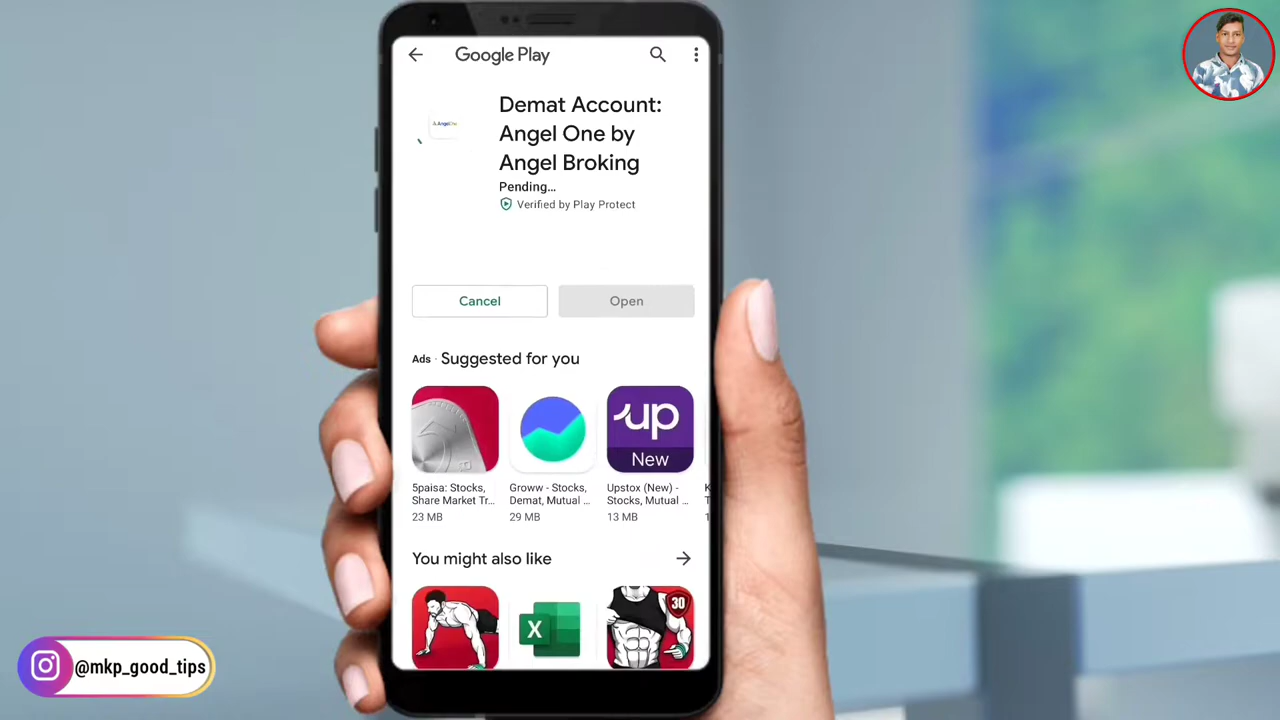 Google Play
AngelOne
Demat Account:
Angel One by
Angel Broking
Pending...
Verified by Play Protect
Cancel
Open
Ads · Suggested for you
up
New
5paisa: Stocks,
Share Market Tr...
23 MB
Groww - Stocks,
Demat, Mutual ...
29 MB
Upstox (New) -
Stocks, Mutual ...
13 MB
You might also like
X
30
@mkp_good_tips